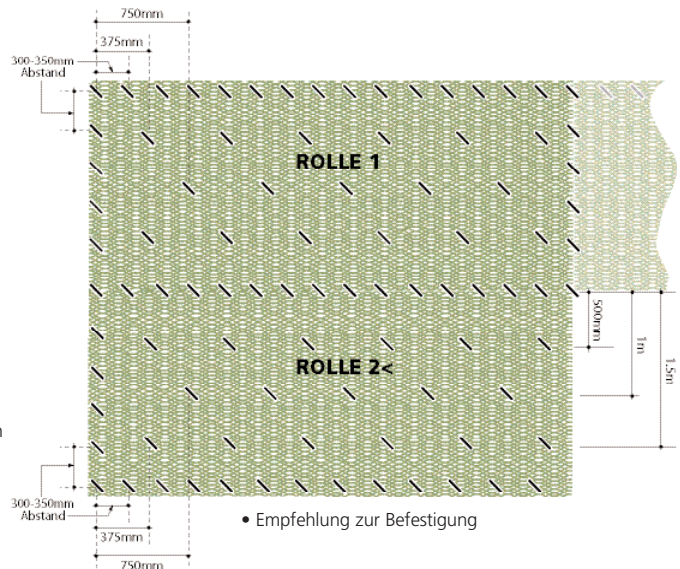 750mm
375mm
300-350mm
Abstand
ROLLE 1
500mm
1m
1.5m
ROLLE 2<
300-350mm
Abstand
• Empfehlung zur Befestigung
375mm
750mm